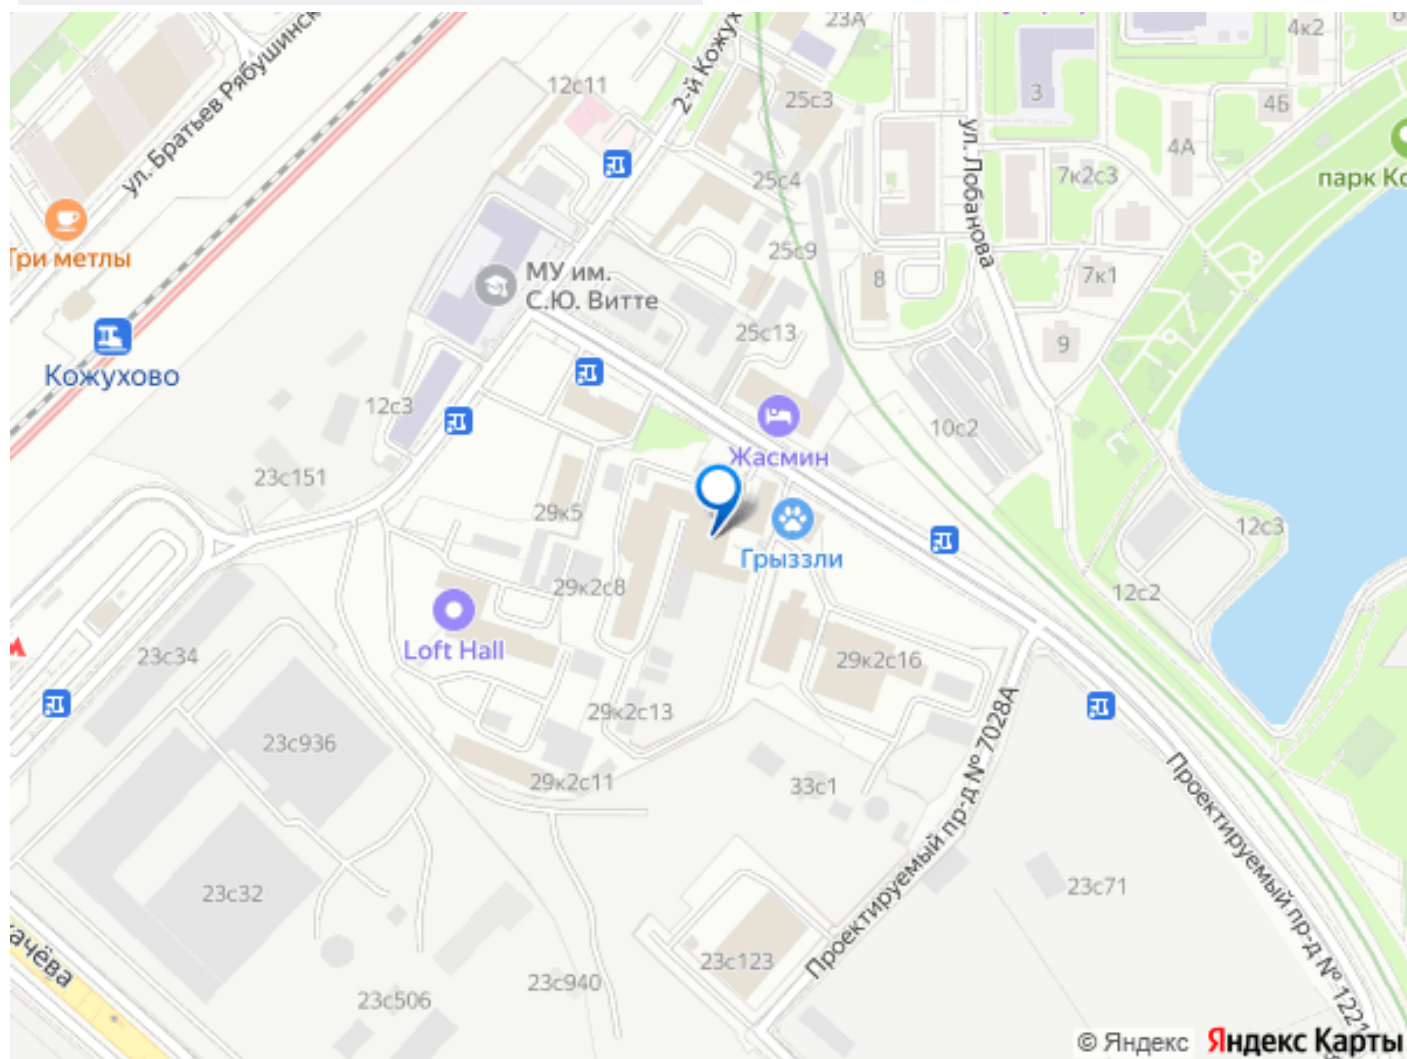 23А
4к2
12с11
2-й Кожух
25с3
3
4Б
ул. Братьев Рябушинск
ул. Лобанова
4А
25с4
7к2с3
парк Ко
Три метлы
МУ им.
С.Ю. Витте
25с9
8
7к1
25с13
9
Кожухово
12с3
10с2
Жасмин
23с151
29к5
12с3
Грыззли
29к2с8
12с2
Loft Hall
23с34
29к2с16
29к2с13
23с936
29к2с11
33с1
Проектируемый пр-д № 7028А
Проектируемый пр-д № 1221
23с32
23с71
ачёва
23с123
23с940
23с506
© Яндекс Яндекс Карты